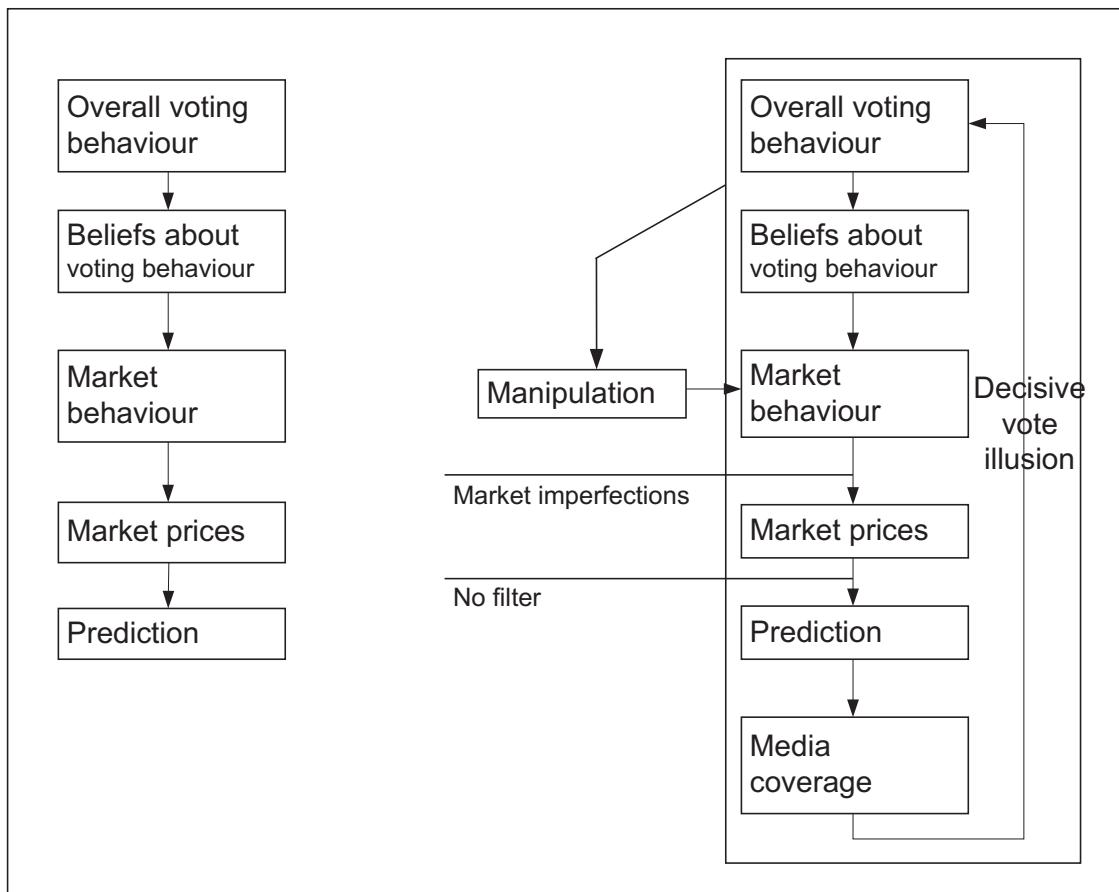 Overall voting
behaviour
Beliefs about
voting behaviour
Market
behaviour
Market prices
Prediction
Overall voting
behaviour
Beliefs about
voting behaviour
Manipulation
Market
behaviour
Decisive
vote
illusion
Market imperfections
Market prices
No filter
Prediction
Media
coverage